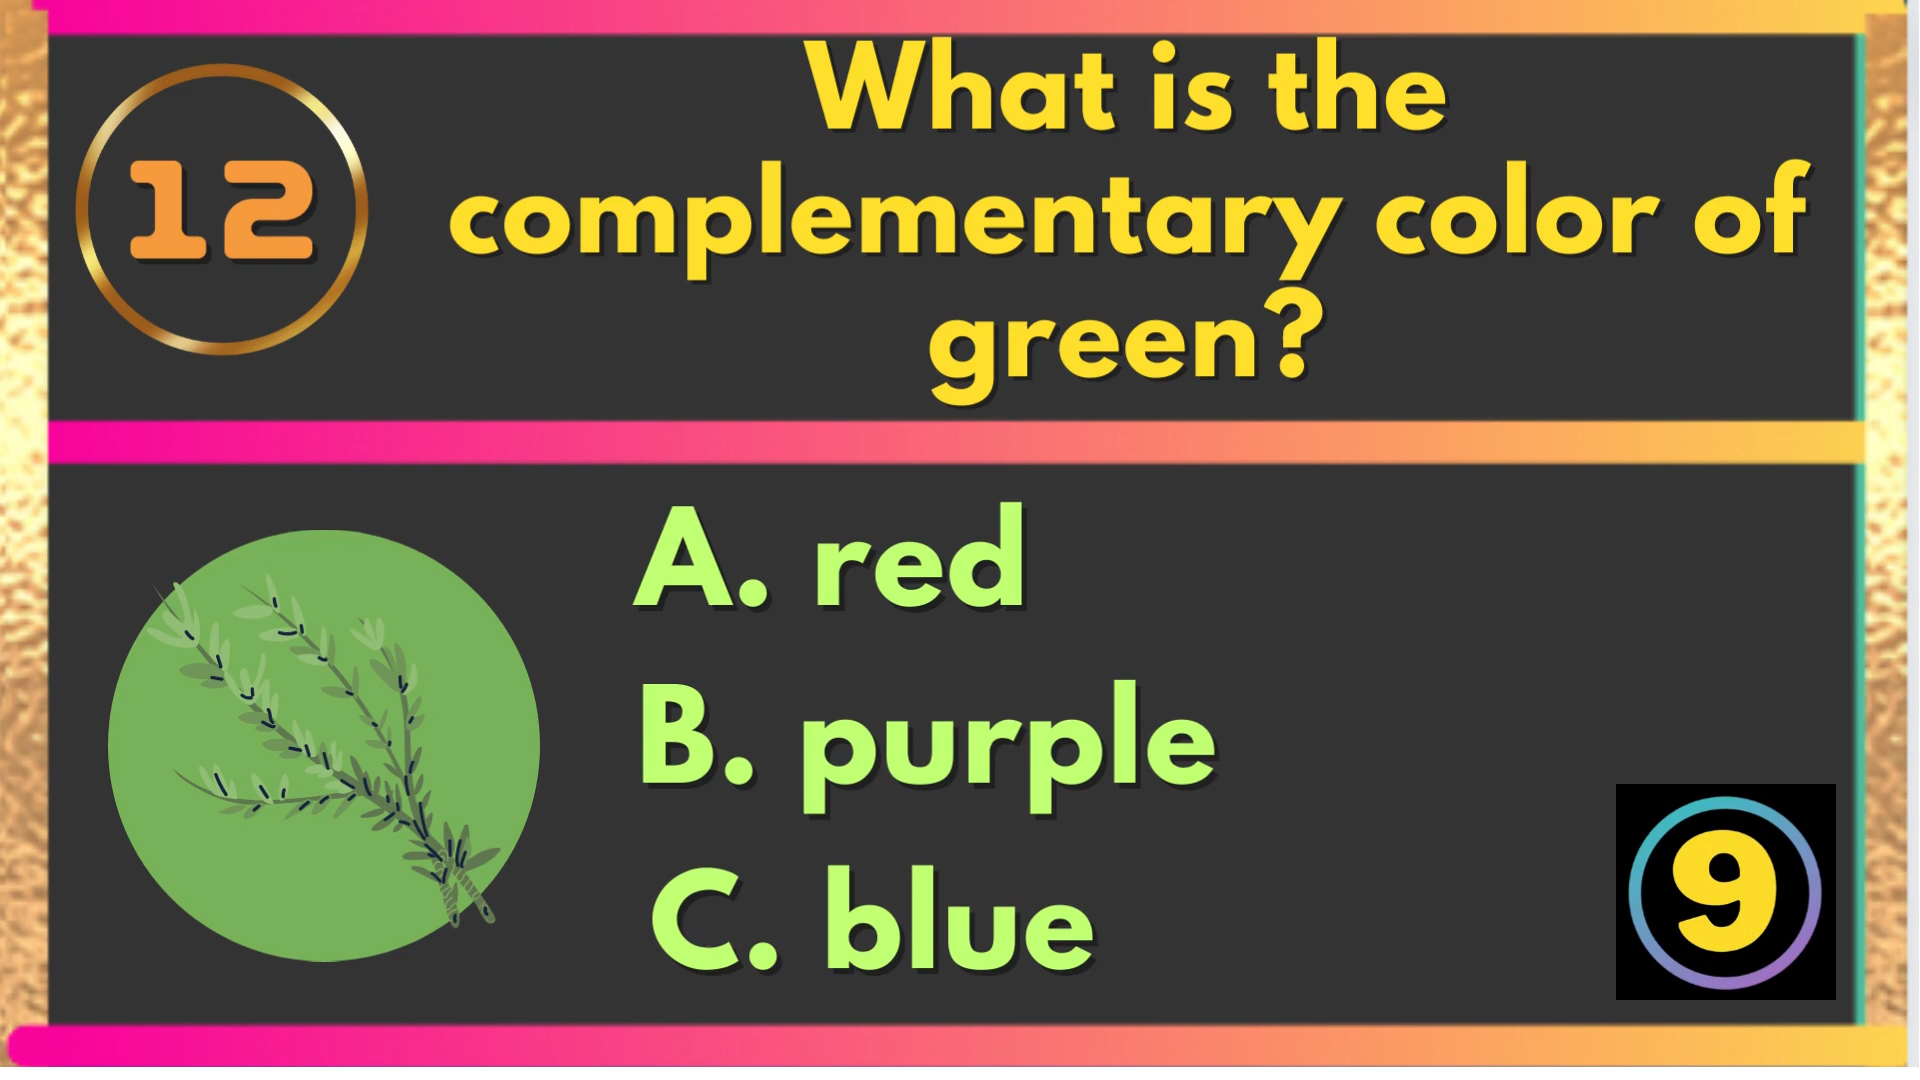 12
What is the
complementary color of
green?
A. red
B. purple
C. blue
9